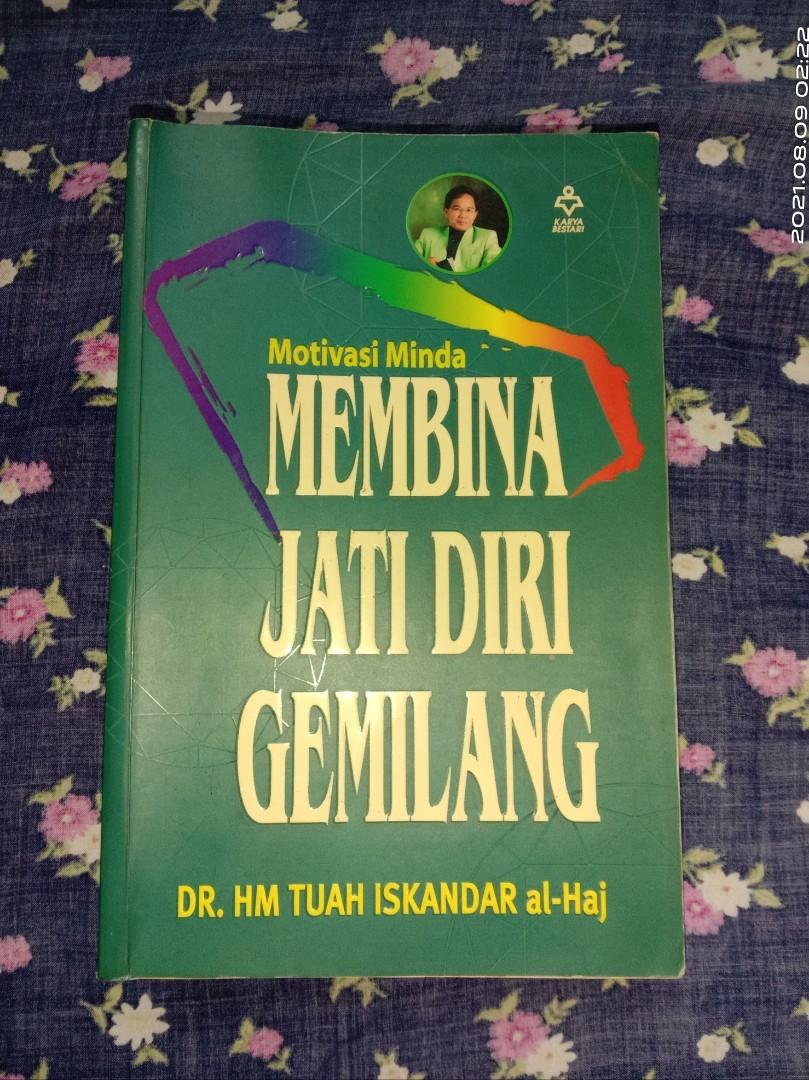 2021.08.09 02:22
KARYA
BESTARI
Motivasi Minda
MEMBINA
JATI DIRI
GEMILANG
DR. HM TUAH ISKANDAR al-Haj